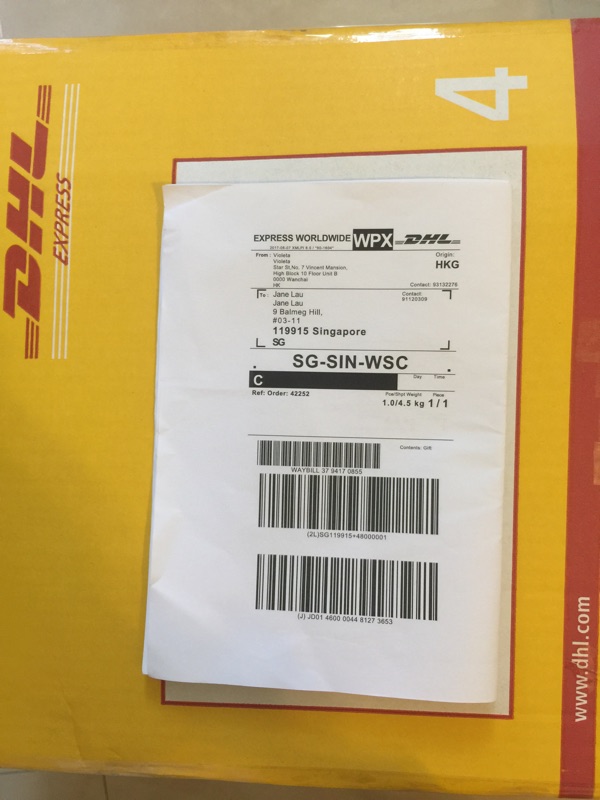 4
DHL
EXPRESS
EXPRESS WORLDWIDE WPX DHL
From : Violeta
Violeta
Star St,No. 7 Vincent Mansion,
High Block 10 Floor Unit B
0000 Wanchai
HK
Origin:
HKG
Contact: 93132276
To : Jane Lau
Jane Lau
9 Balmeg Hill,
#03-11
119915 Singapore
SG
Contact:
91120309
SG-SIN-WSC
C
Day Time
Ref: Order: 42252
Pce/Shpt Weight Piece
1.0/4.5 kg 1/1
Contents: Gift
WAYBILL 37 9417 0855
(2L)SG119915+48000001
(J) JD01 4600 0044 8127 3653
www.dhl.com